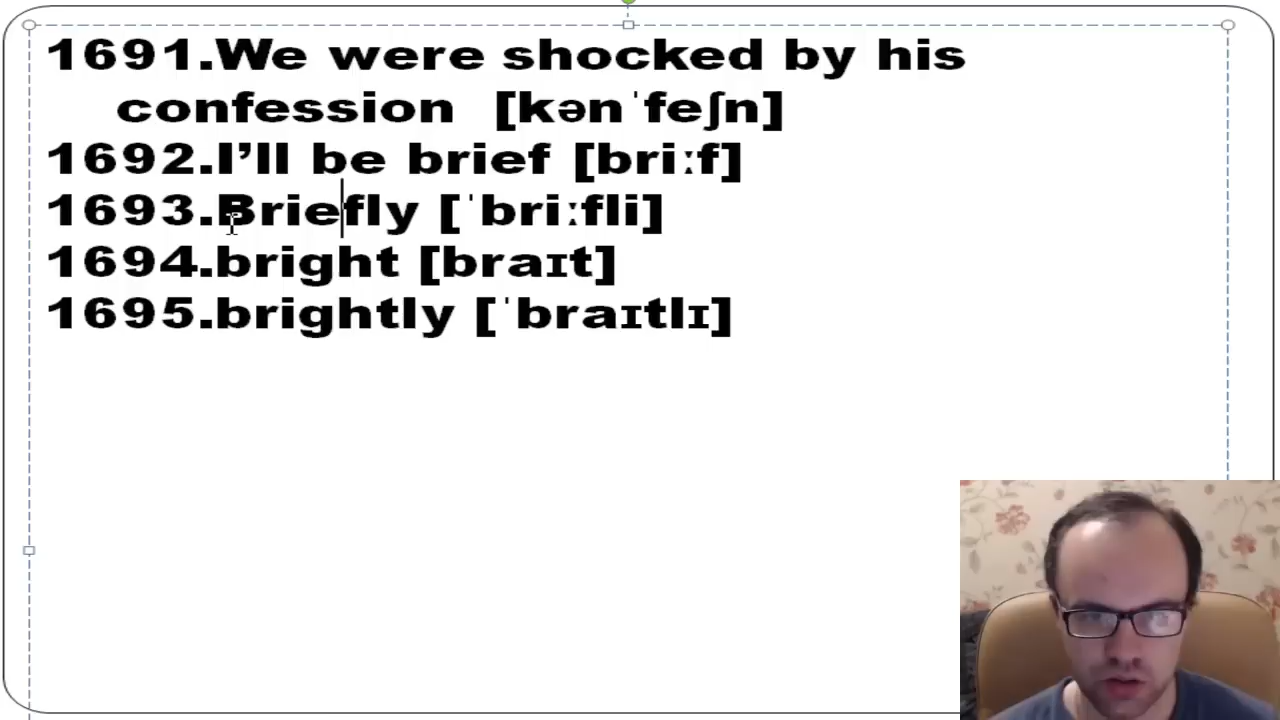 1691.We were shocked by his
confession [kənˈfeʃn]
1692.I’ll be brief [briːf]
1693.Briefly [ˈbriːfli]
1694.bright [braɪt]
1695.brightly [ˈbraɪtlɪ]